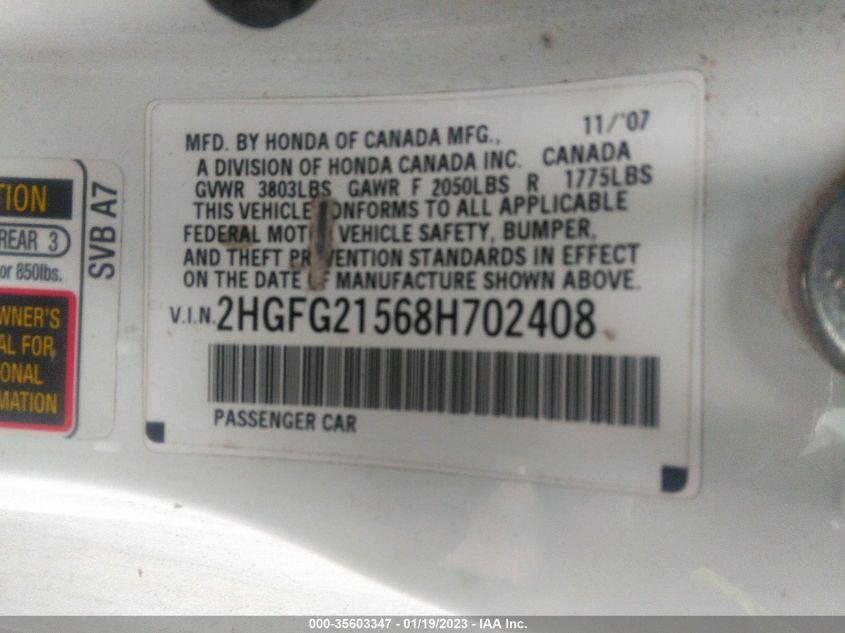 MFD. BY HONDA OF CANADA MFG., 11/'07
A DIVISION OF HONDA CANADA INC. CANADA
GVWR 3803LBS GAWR F 2050LBS R 1775LBS
THIS VEHICLE CONFORMS TO ALL APPLICABLE
FEDERAL MOTOR VEHICLE SAFETY, BUMPER,
AND THEFT PREVENTION STANDARDS IN EFFECT
ON THE DATE OF MANUFACTURE SHOWN ABOVE.
V.I.N. 2HGFG21568H702408
PASSENGER CAR
TION
REAR 3
or 850lbs.
SVB A7
WNER'S
AL FOR
ONAL
MATION
000-35603347 - 01/19/2023 - IAA Inc.